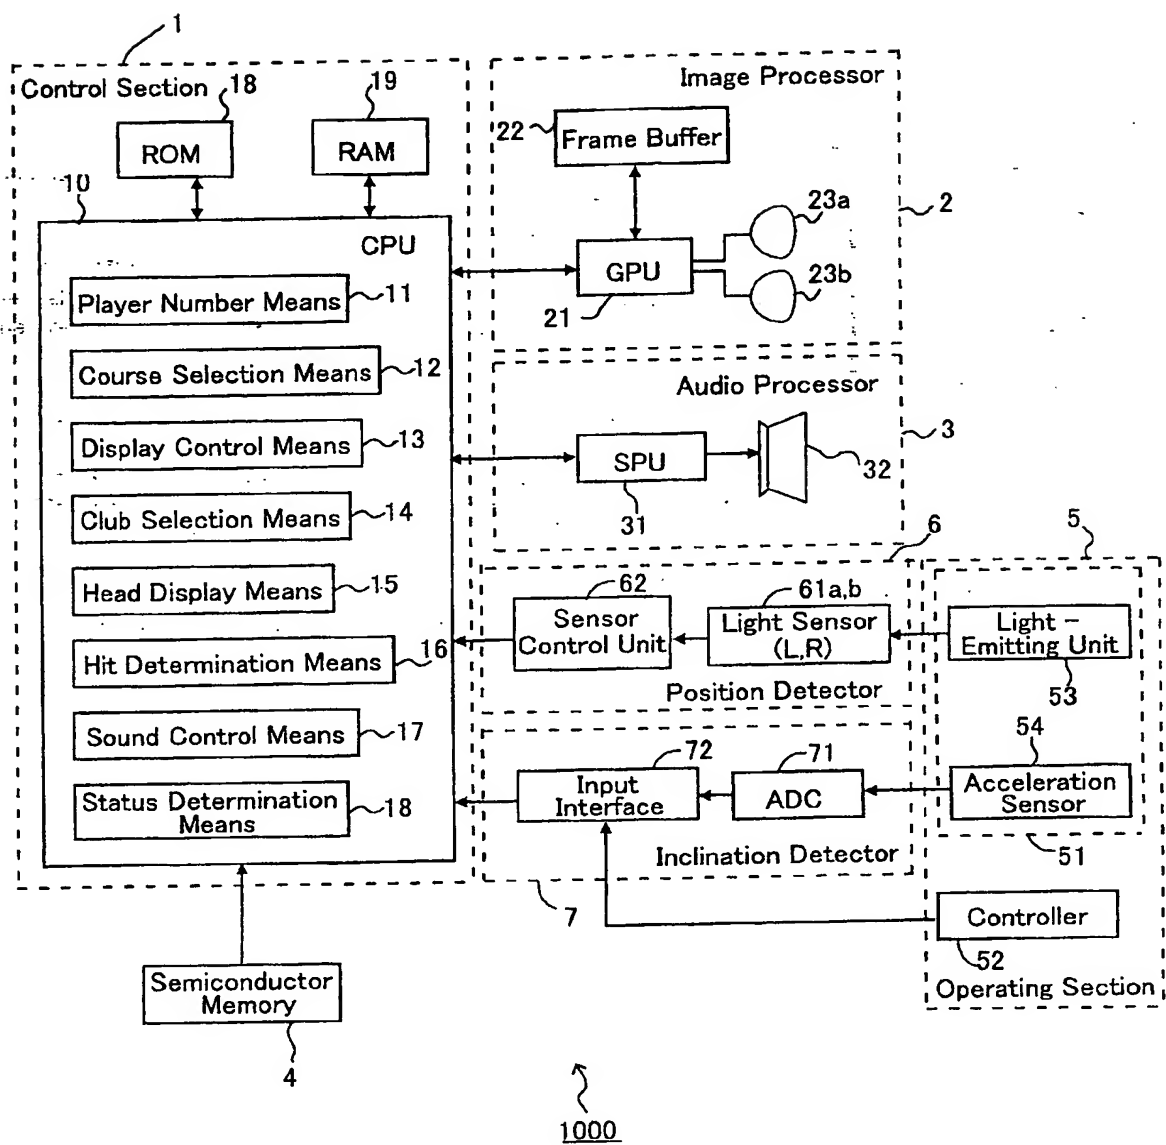 1
Control Section
18
ROM
19
RAM
10
CPU
Player Number Means
11
Course Selection Means
12
Display Control Means
13
Club Selection Means
14
Head Display Means
15
Hit Determination Means
16
Sound Control Means
17
Status Determination
Means
18
Semiconductor
Memory
4
Image Processor
22
Frame Buffer
2
23a
GPU
21
23b
Audio Processor
3
SPU
31
32
6
62
Sensor
Control Unit
61a,b
Light Sensor
(L,R)
Position Detector
5
Light -
Emitting Unit
53
54
Acceleration
Sensor
51
72
Input
Interface
71
ADC
Inclination Detector
7
Controller
52
Operating Section
1000